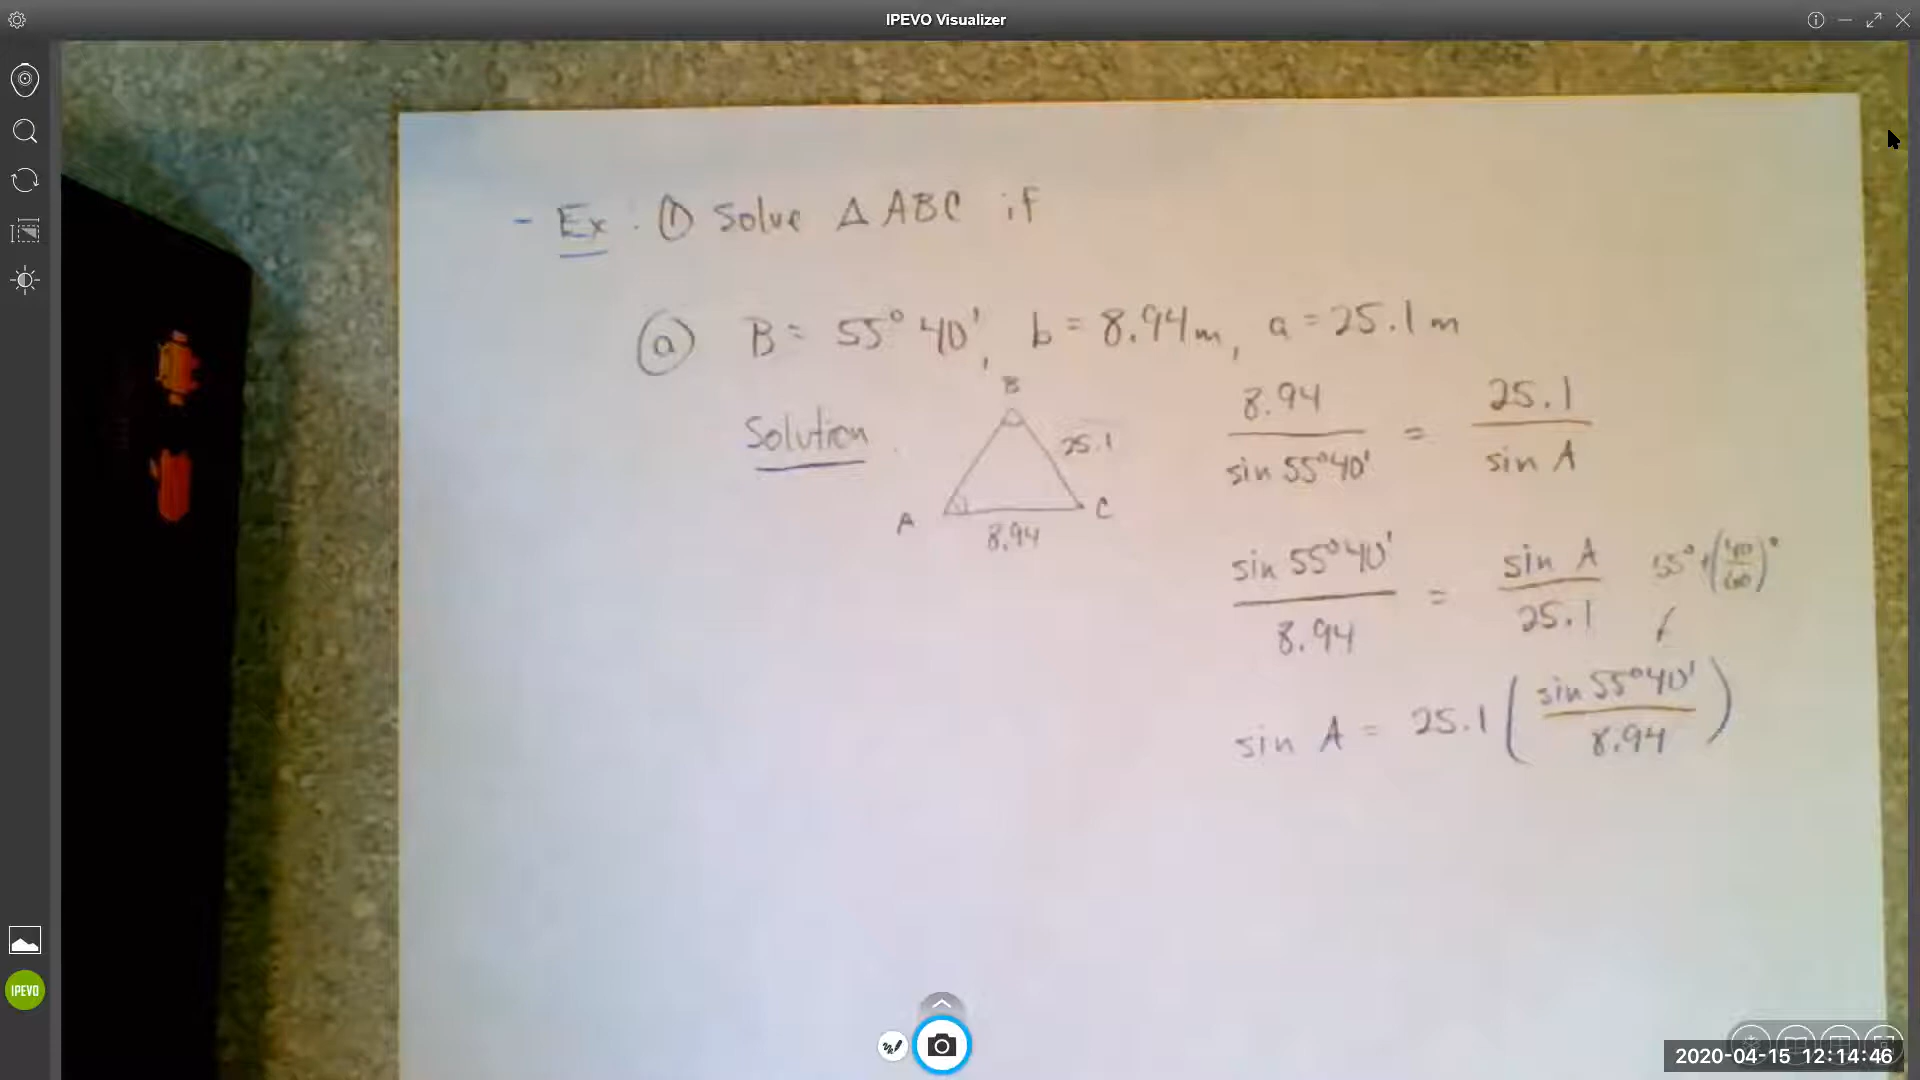 IPEVO Visualizer
- Ex : ① Solve △ ABC if
ⓐ B = 55° 40', b = 8.94 m, a = 25.1 m
Solution
B
25.1
A
C
8.94
8.94 / sin 55°40' = 25.1 / sin A
sin 55°40' / 8.94 = sin A / 25.1
55° + (40/60)°
sin A = 25.1 ( sin 55°40' / 8.94 )
IPEVO
2020-04-15 12:14:46